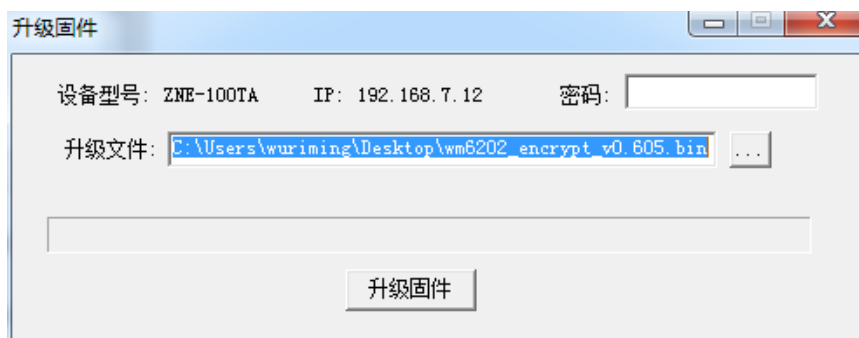 升级固件
设备型号: ZNE-100TA IP: 192.168.7.12 密码:
升级文件: C:\Users\wuriming\Desktop\wm6202_encrypt_v0.605.bin ...
升级固件